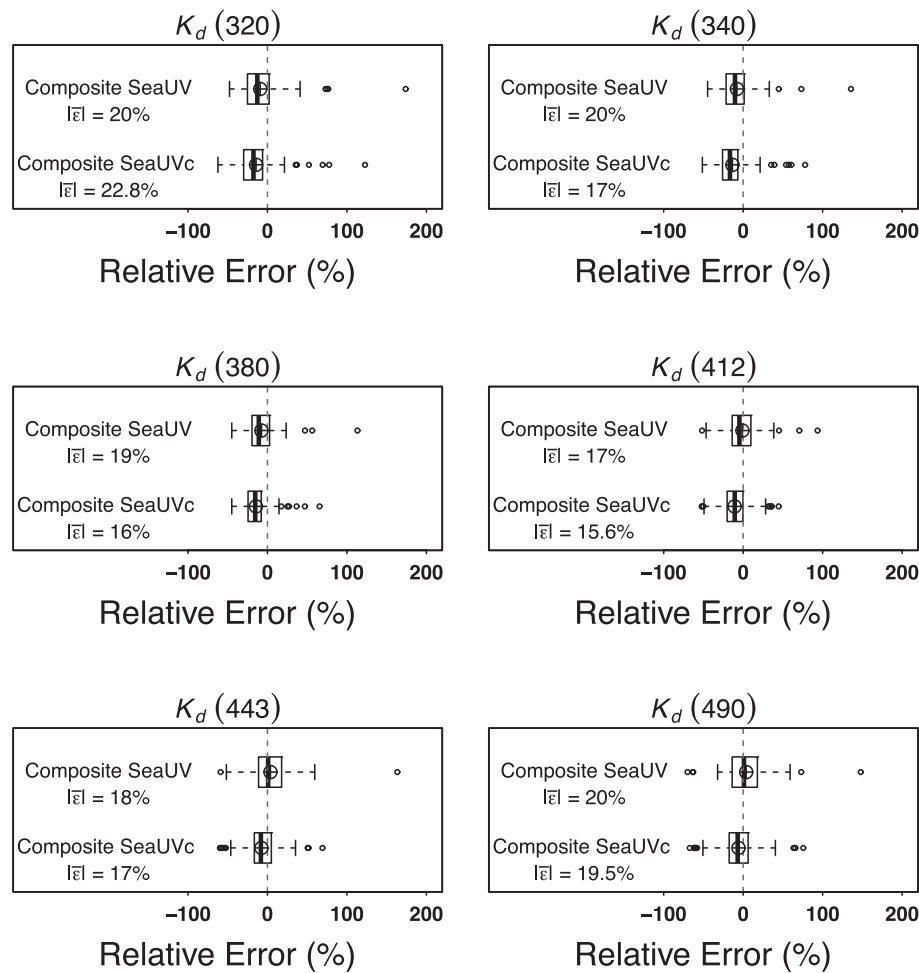 K_d (320)
Composite SeaUV
|ε̅| = 20%
Composite SeaUVc
|ε̅| = 22.8%
−100 0 100 200
Relative Error (%)
K_d (340)
Composite SeaUV
|ε̅| = 20%
Composite SeaUVc
|ε̅| = 17%
−100 0 100 200
Relative Error (%)
K_d (380)
Composite SeaUV
|ε̅| = 19%
Composite SeaUVc
|ε̅| = 16%
−100 0 100 200
Relative Error (%)
K_d (412)
Composite SeaUV
|ε̅| = 17%
Composite SeaUVc
|ε̅| = 15.6%
−100 0 100 200
Relative Error (%)
K_d (443)
Composite SeaUV
|ε̅| = 18%
Composite SeaUVc
|ε̅| = 17%
−100 0 100 200
Relative Error (%)
K_d (490)
Composite SeaUV
|ε̅| = 20%
Composite SeaUVc
|ε̅| = 19.5%
−100 0 100 200
Relative Error (%)